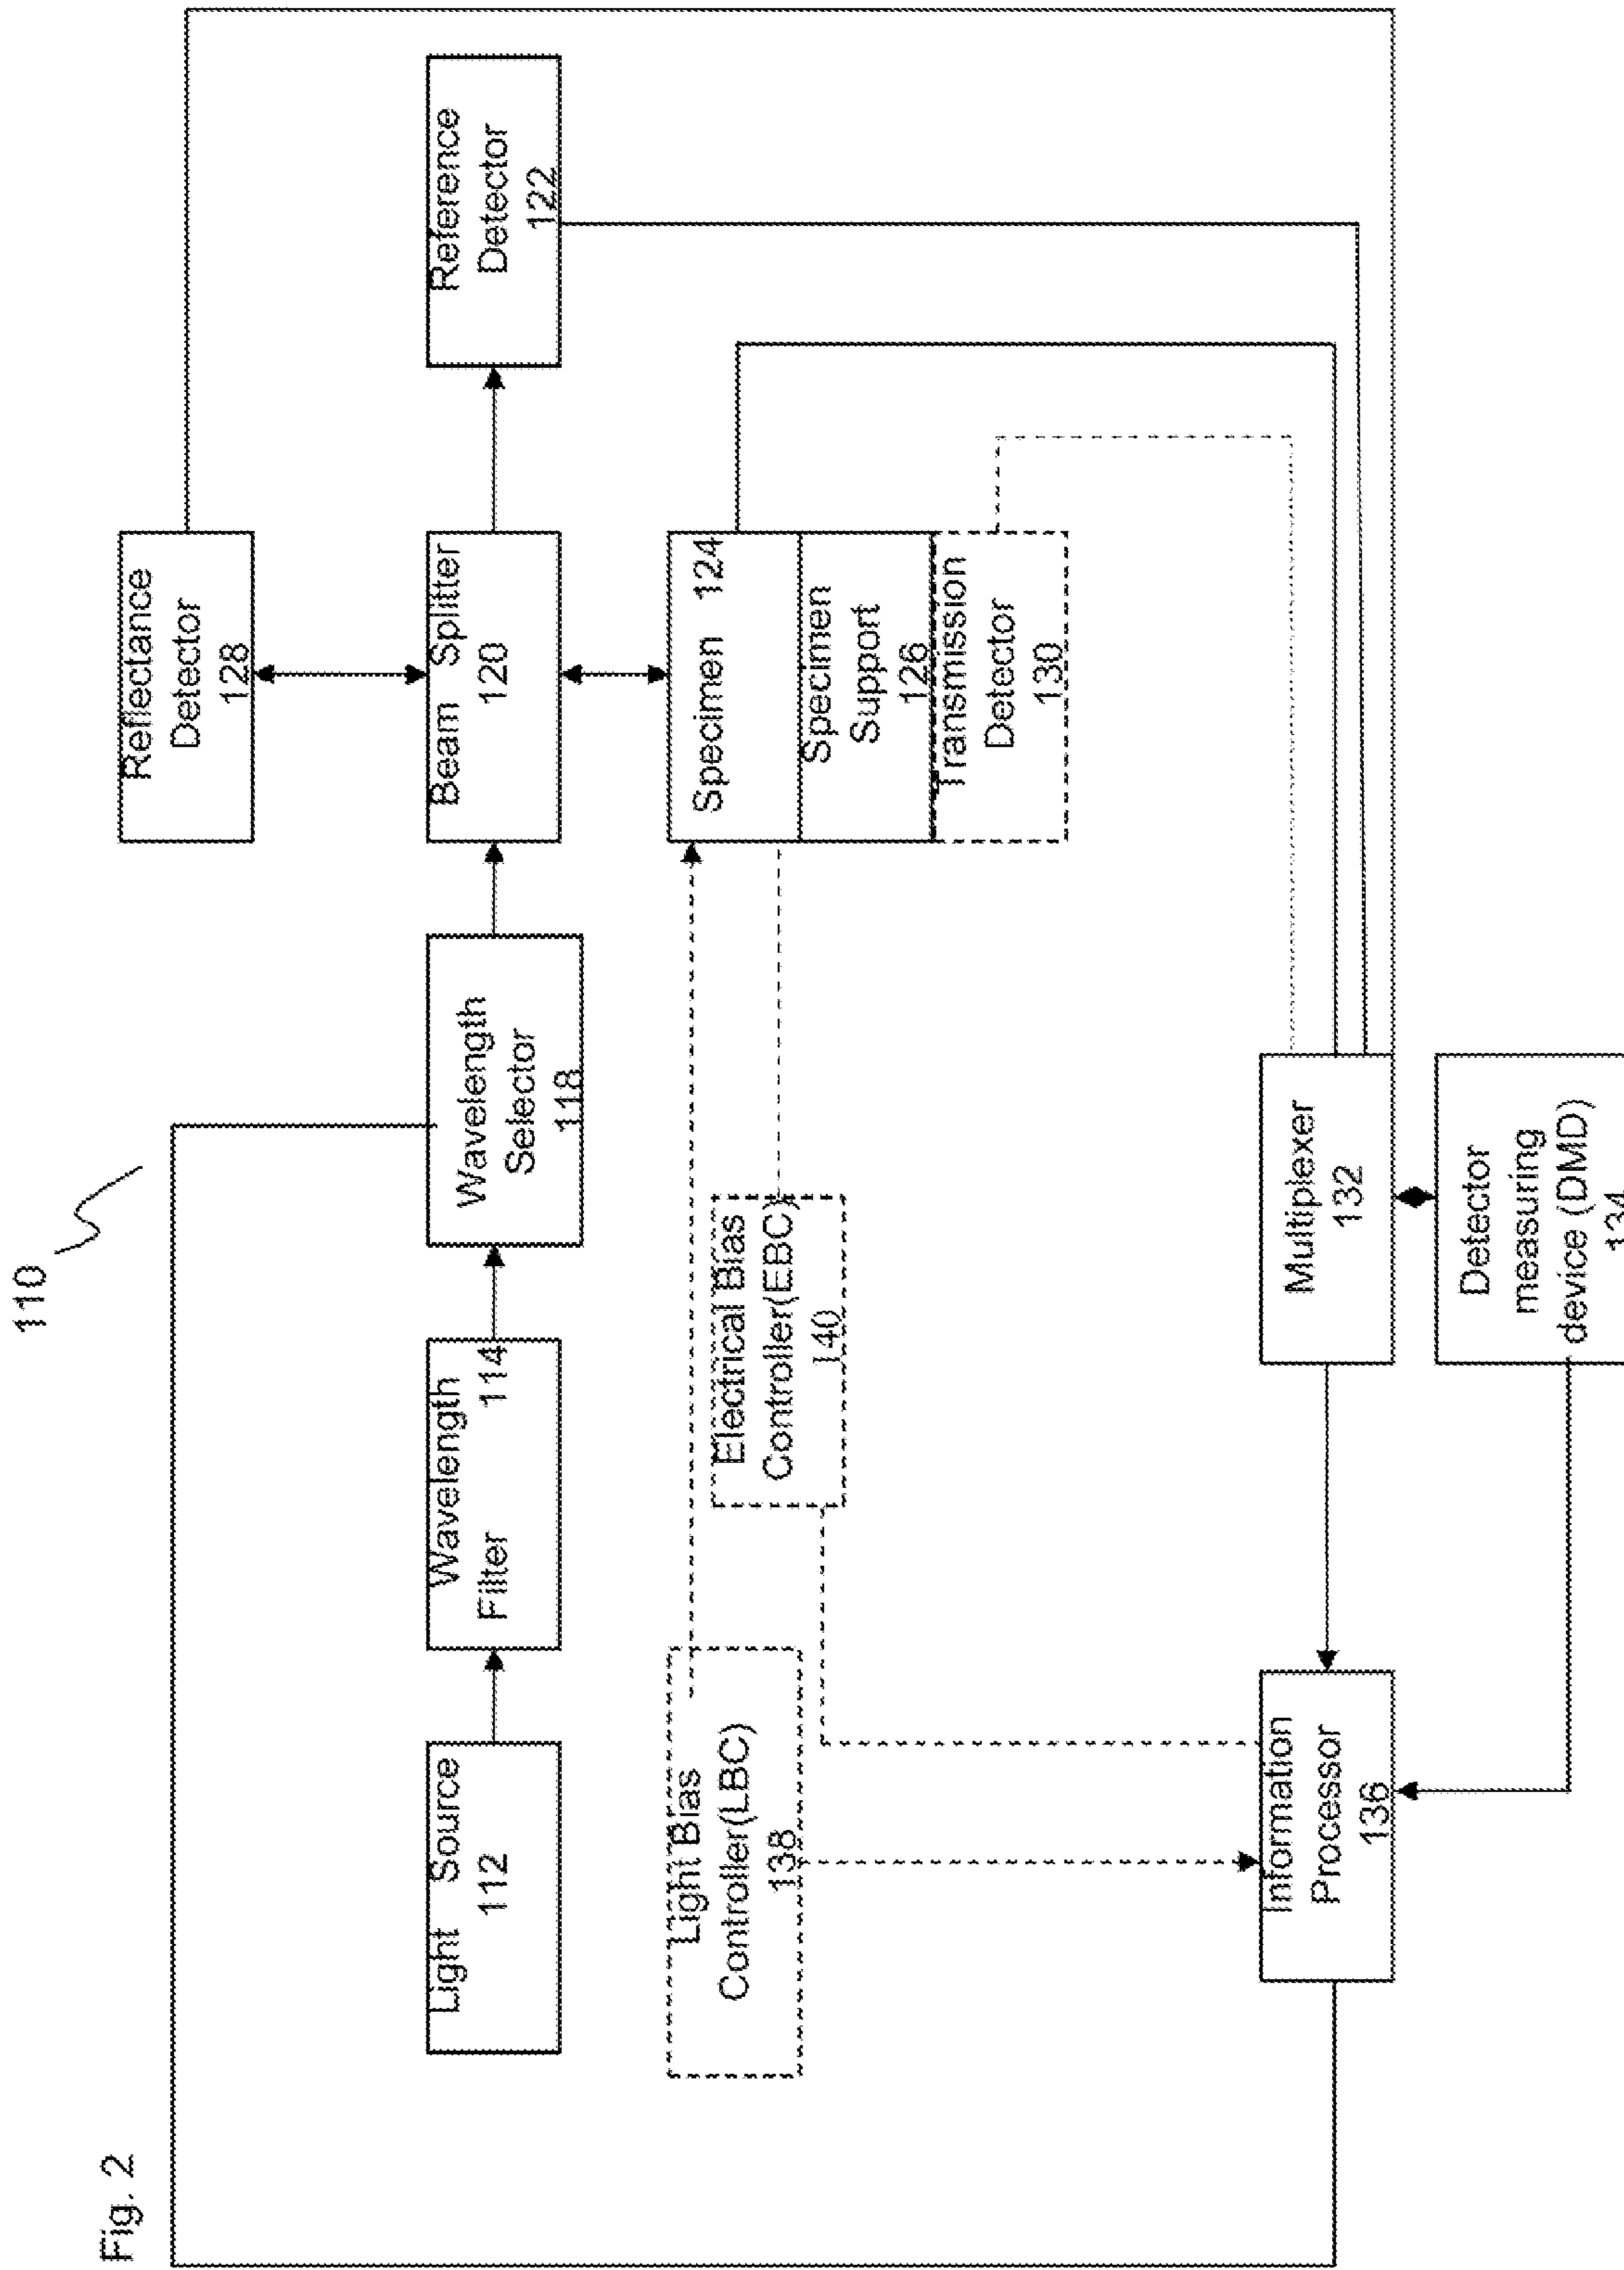 Fig. 2
110
Reflectance
Detector
128
Light Source
112
Wavelength
Filter 114
Wavelength
Selector
118
Beam Splitter
120
Reference
Detector
122
Light Bias
Controller(LBC)
138
Electrical Bias
Controller(EBC)
140
Specimen 124
Specimen
Support
126
Transmission
Detector
130
Information
Processor
136
Multiplexer
132
Detector
measuring
device (DMD)
134